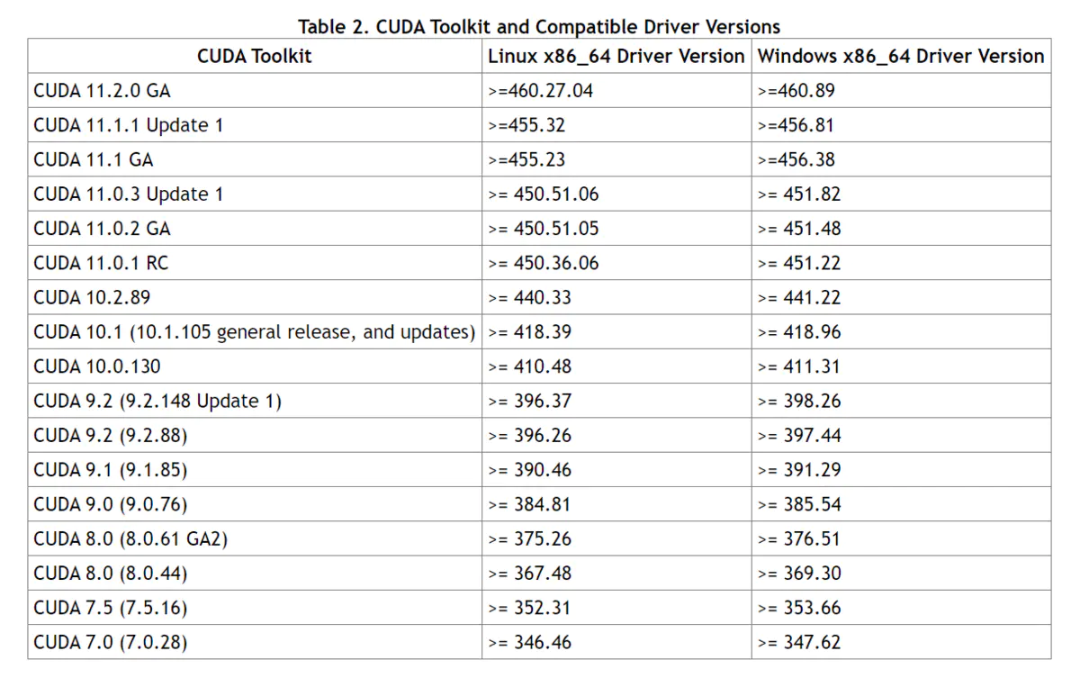 Table 2. CUDA Toolkit and Compatible Driver Versions
CUDA Toolkit Linux x86_64 Driver Version Windows x86_64 Driver Version
CUDA 11.2.0 GA >=460.27.04 >=460.89
CUDA 11.1.1 Update 1 >=455.32 >=456.81
CUDA 11.1 GA >=455.23 >=456.38
CUDA 11.0.3 Update 1 >= 450.51.06 >= 451.82
CUDA 11.0.2 GA >= 450.51.05 >= 451.48
CUDA 11.0.1 RC >= 450.36.06 >= 451.22
CUDA 10.2.89 >= 440.33 >= 441.22
CUDA 10.1 (10.1.105 general release, and updates) >= 418.39 >= 418.96
CUDA 10.0.130 >= 410.48 >= 411.31
CUDA 9.2 (9.2.148 Update 1) >= 396.37 >= 398.26
CUDA 9.2 (9.2.88) >= 396.26 >= 397.44
CUDA 9.1 (9.1.85) >= 390.46 >= 391.29
CUDA 9.0 (9.0.76) >= 384.81 >= 385.54
CUDA 8.0 (8.0.61 GA2) >= 375.26 >= 376.51
CUDA 8.0 (8.0.44) >= 367.48 >= 369.30
CUDA 7.5 (7.5.16) >= 352.31 >= 353.66
CUDA 7.0 (7.0.28) >= 346.46 >= 347.62